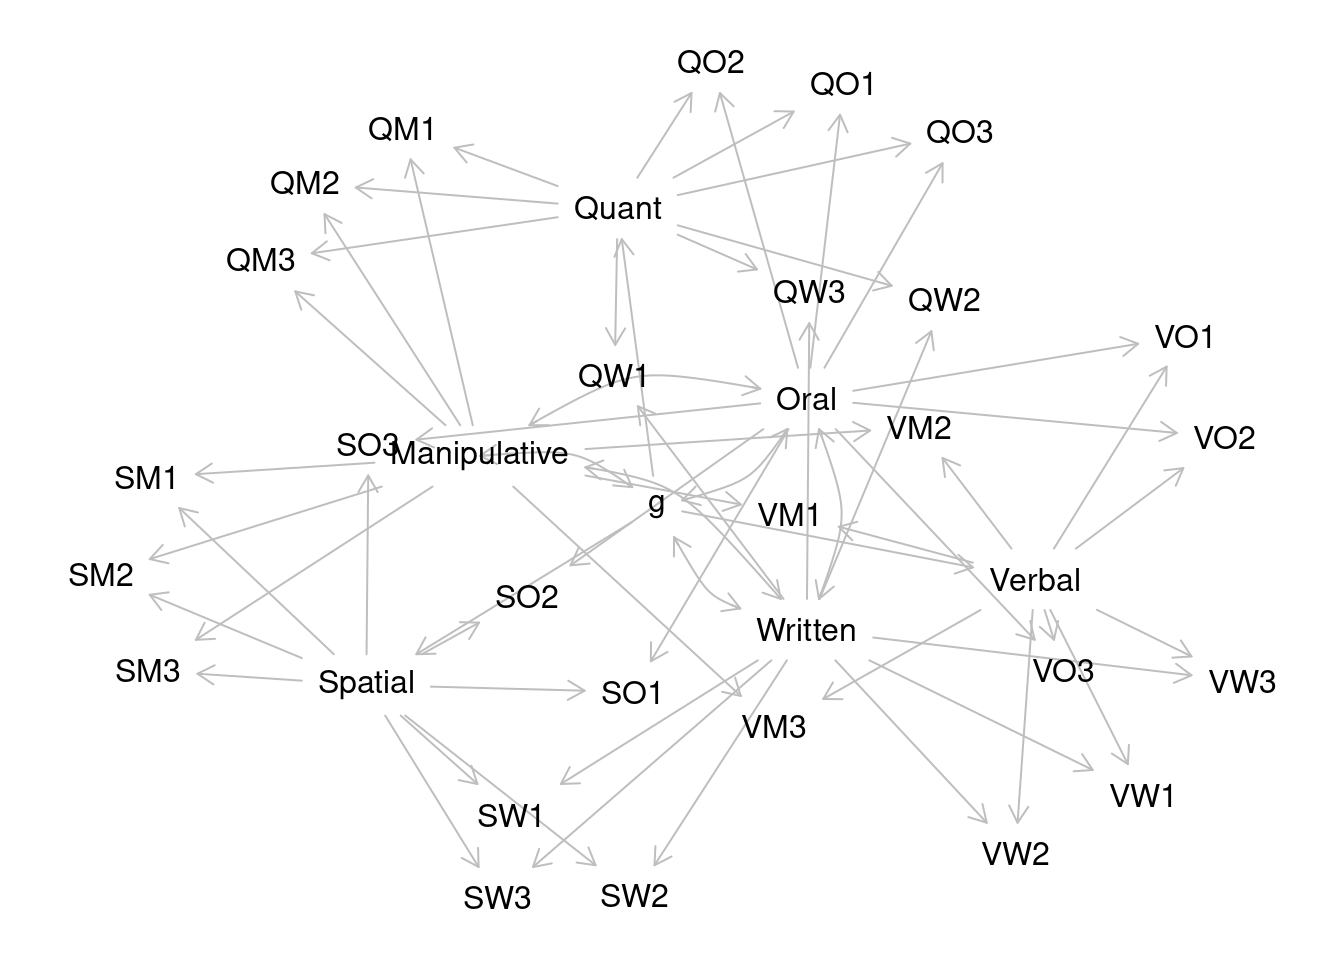 QO2
QO1
QM1
QO3
QM2
Quant
QM3
QW3
QW2
VO1
QW1
Oral
VM2
VO2
SO3
Manipulative
SM1
g
VM1
SM2
Verbal
SO2
Written
SM3
VO3
Spatial
VW3
SO1
VM3
VW1
SW1
VW2
SW3
SW2